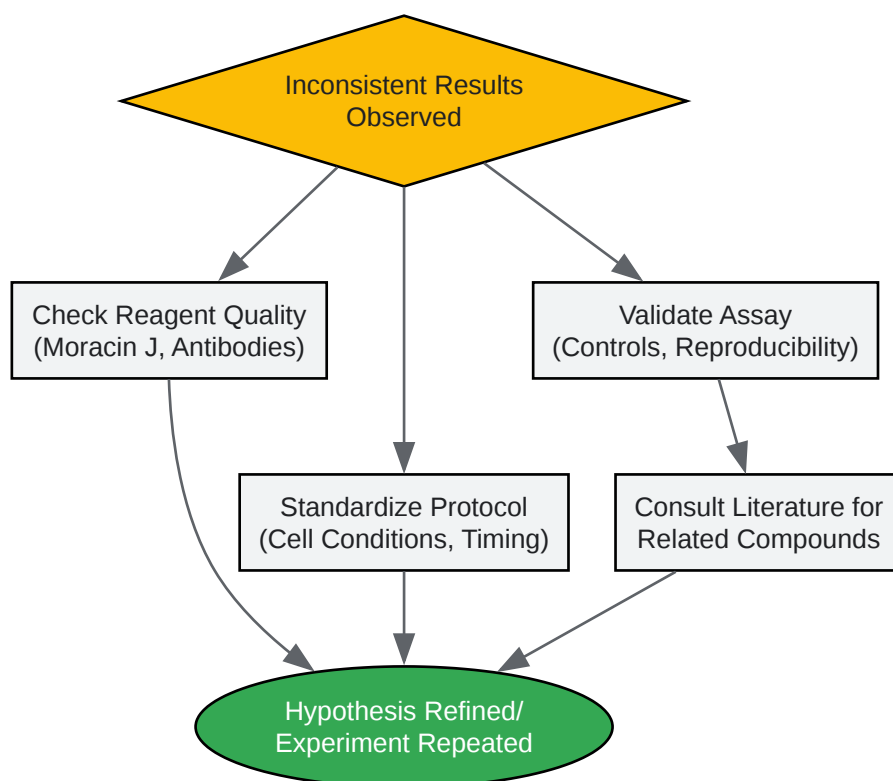 Inconsistent Results
Observed
Check Reagent Quality
(Moracin J, Antibodies)
Validate Assay
(Controls, Reproducibility)
Standardize Protocol
(Cell Conditions, Timing)
Consult Literature for
Related Compounds
Hypothesis Refined/
Experiment Repeated